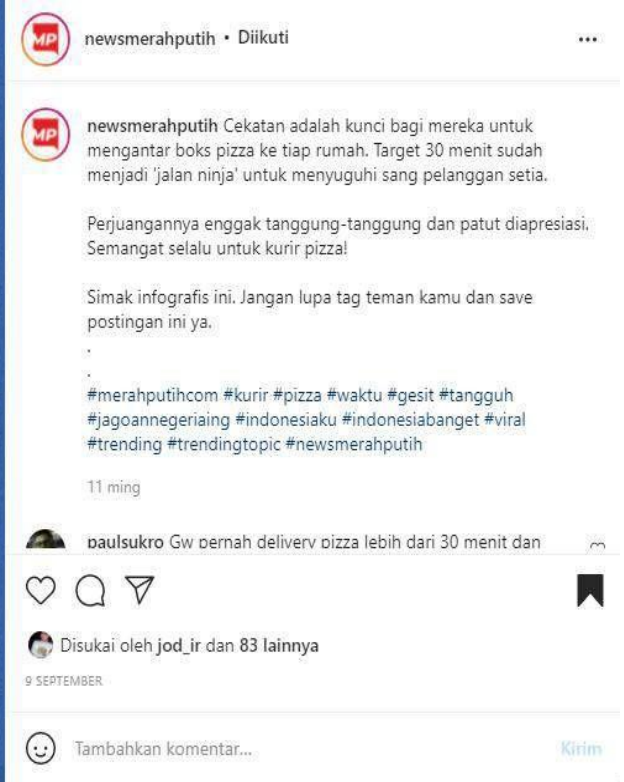 MP
newsmerahputih • Diikuti
MP
newsmerahputih Cekatan adalah kunci bagi mereka untuk
mengantar boks pizza ke tiap rumah. Target 30 menit sudah
menjadi 'jalan ninja' untuk menyuguhi sang pelanggan setia.
Perjuangannya enggak tanggung-tanggung dan patut diapresiasi.
Semangat selalu untuk kurir pizza!
Simak infografis ini. Jangan lupa tag teman kamu dan save
postingan ini ya.
.
.
#merahputihcom #kurir #pizza #waktu #gesit #tangguh
#jagoannegeriaing #indonesiaku #indonesiabanget #viral
#trending #trendingtopic #newsmerahputih
11 ming
paulsukro Gw pernah delivery pizza lebih dari 30 menit dan
Disukai oleh jod_ir dan 83 lainnya
9 SEPTEMBER
Tambahkan komentar...
Kirim